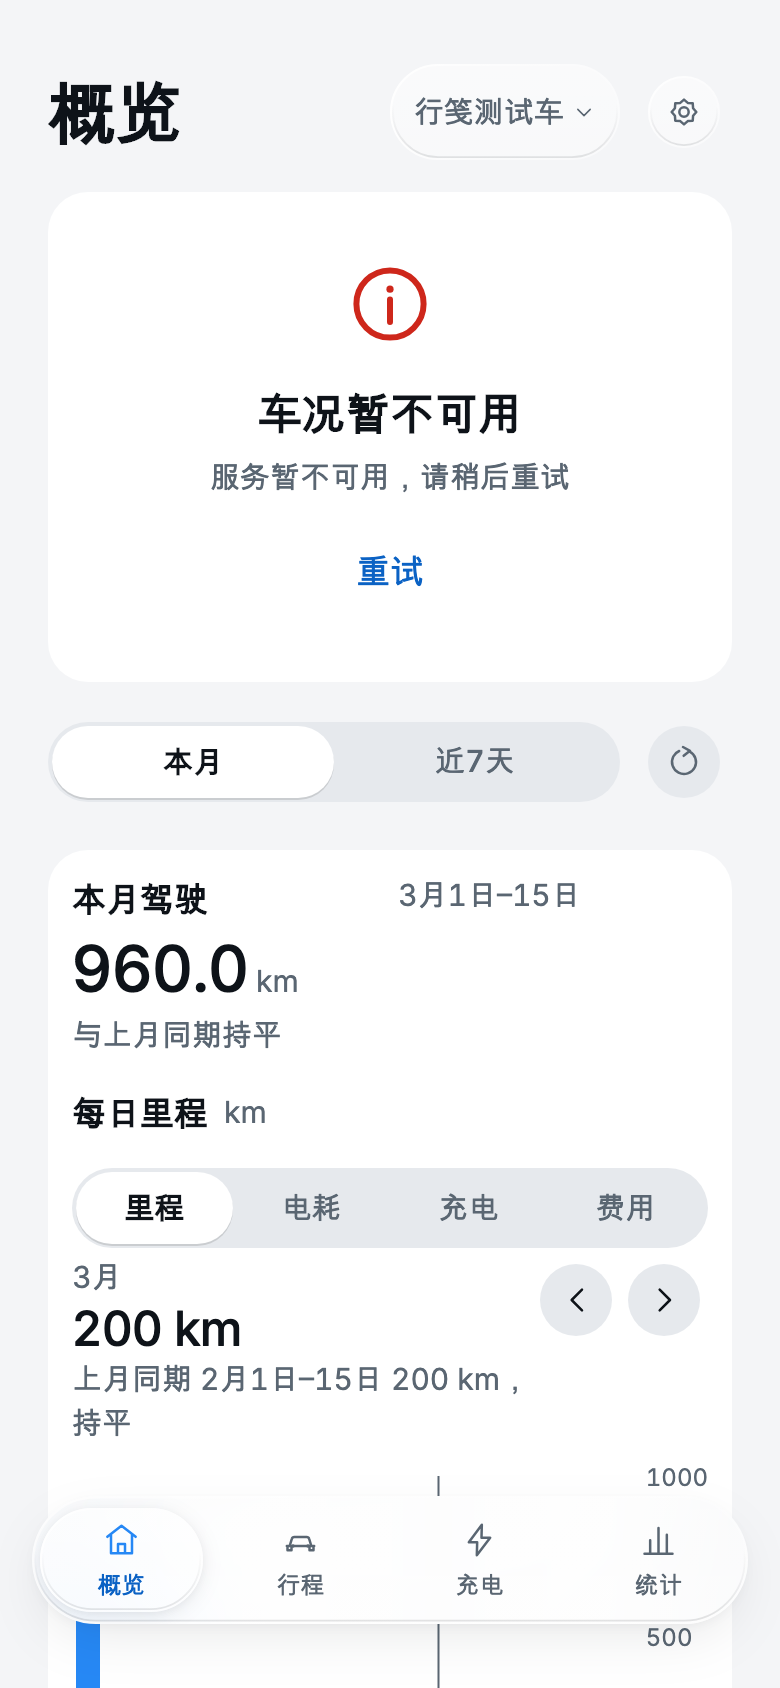 概览
行笺测试车
车况暂不可用
服务暂不可用，请稍后重试
重试
本月
近7天
本月驾驶
3月1日–15日
960.0 km
与上月同期持平
每日里程 km
里程
电耗
充电
费用
3月
200 km
上月同期 2月1日–15日 200 km，
持平
1000
概览
行程
充电
统计
500